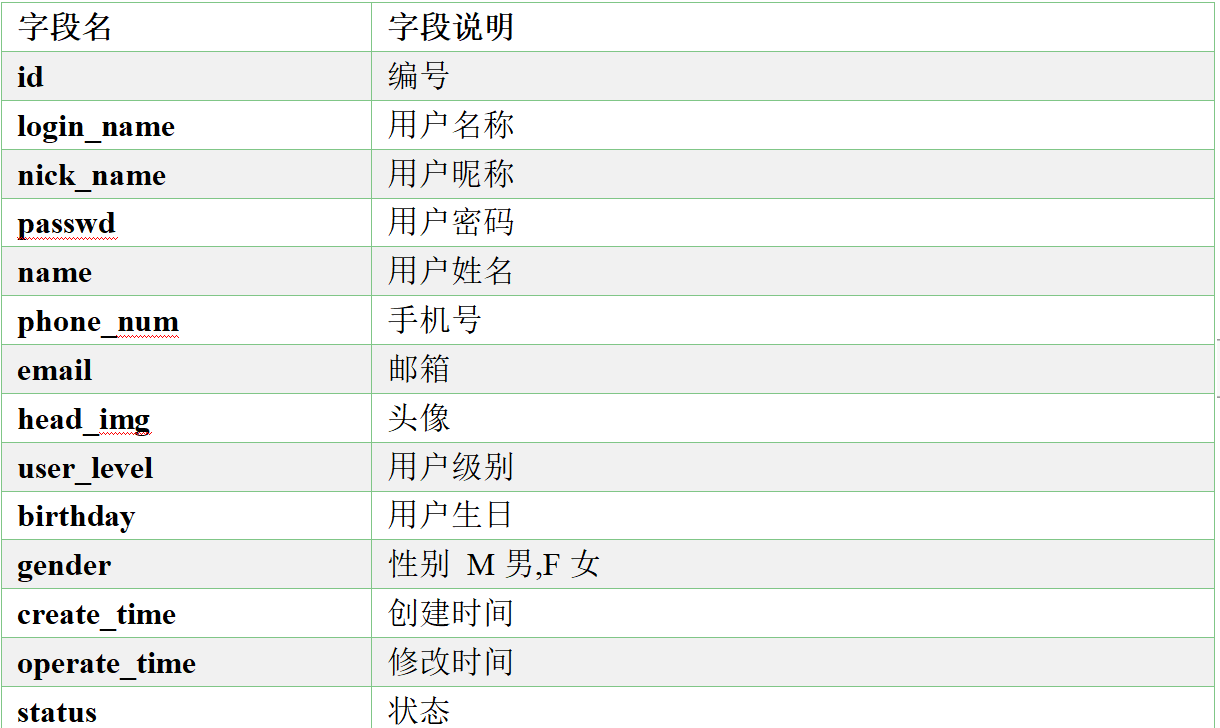 字段名 字段说明
id 编号
login_name 用户名称
nick_name 用户昵称
passwd 用户密码
name 用户姓名
phone_num 手机号
email 邮箱
head_img 头像
user_level 用户级别
birthday 用户生日
gender 性别 M 男,F 女
create_time 创建时间
operate_time 修改时间
status 状态